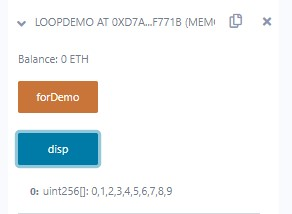 LOOPDEMO AT 0XD7A...F771B (MEM
Balance: 0 ETH
forDemo
disp
0: uint256[]: 0,1,2,3,4,5,6,7,8,9